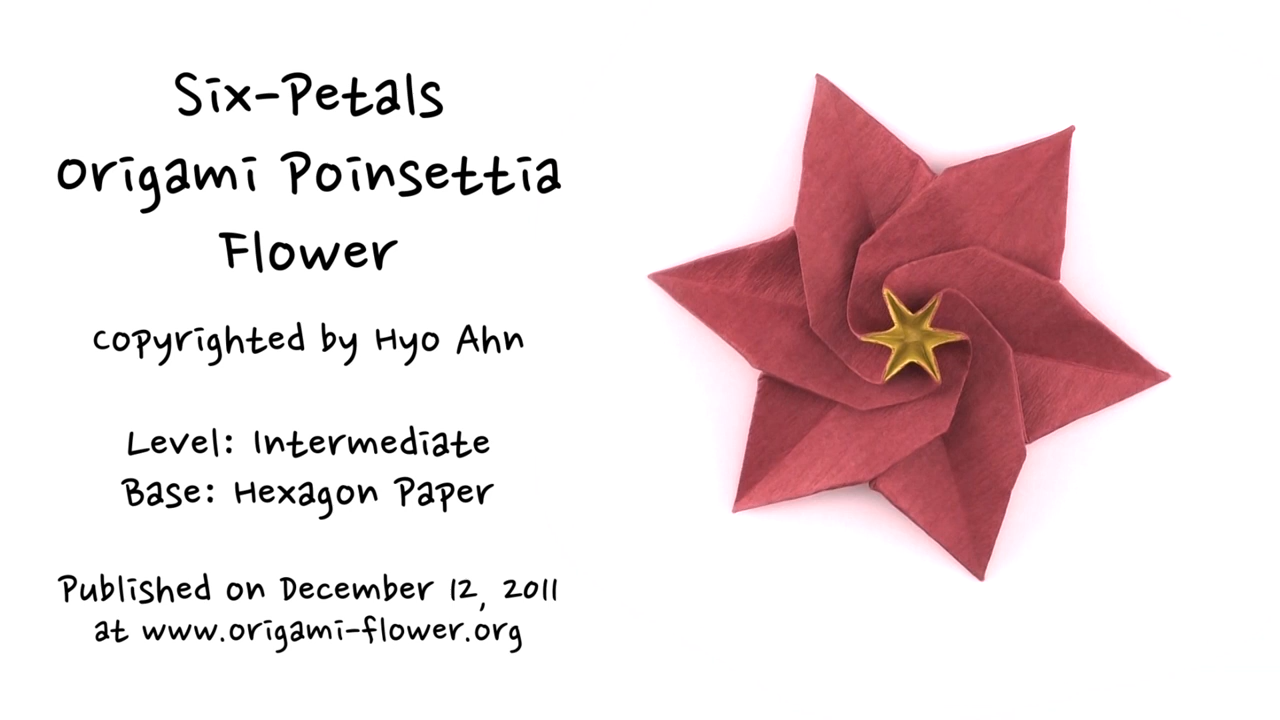 Six-Petals
Origami Poinsettia
Flower
copyrighted by Hyo Ahn
Level: Intermediate
Base: Hexagon Paper
Published on December 12, 2011
at www.origami-flower.org